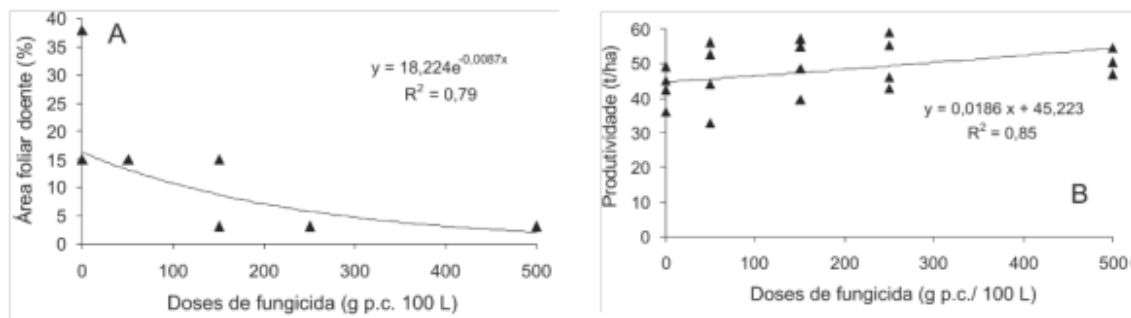 A
Área foliar doente (%)
40
35
30
25
20
15
10
5
0
y = 18,224e^-0,0087x
R² = 0,79
0 100 200 300 400 500
Doses de fungicida (g p.c. 100 L)
Produtividade (t/ha)
60
50
40
30
20
10
0
y = 0,0186 x + 45,223
R² = 0,85
B
0 100 200 300 400 500
Doses de fungicida (g p.c./ 100 L)